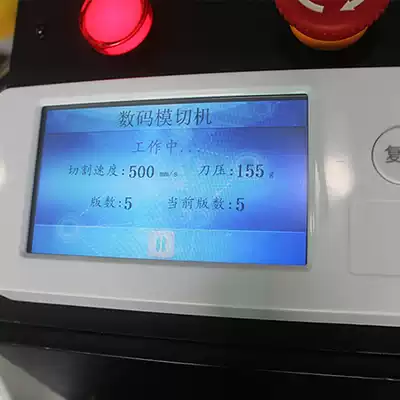 数码模切机
工作中...
切割速度:500 mm/s 刀压:155 g
版数:5 当前版数:5
复